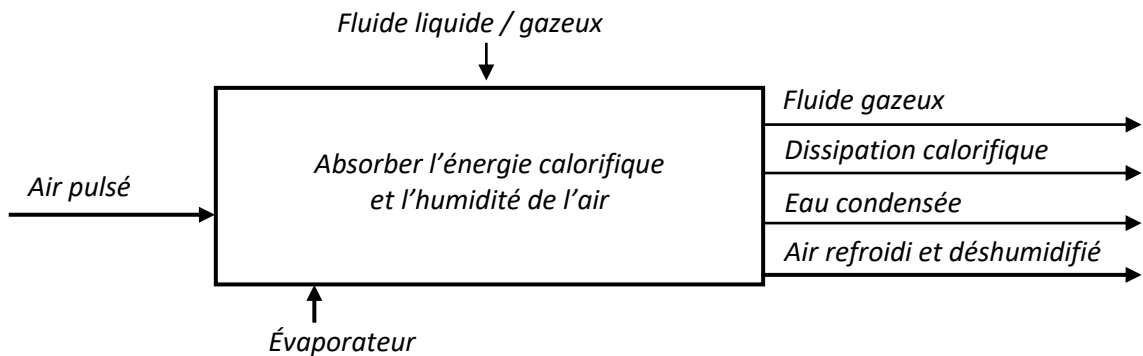 Fluide liquide / gazeux
Fluide gazeux
Dissipation calorifique
Absorber l'énergie calorifique
et l'humidité de l'air
Air pulsé
Eau condensée
Air refroidi et déshumidifié
Évaporateur